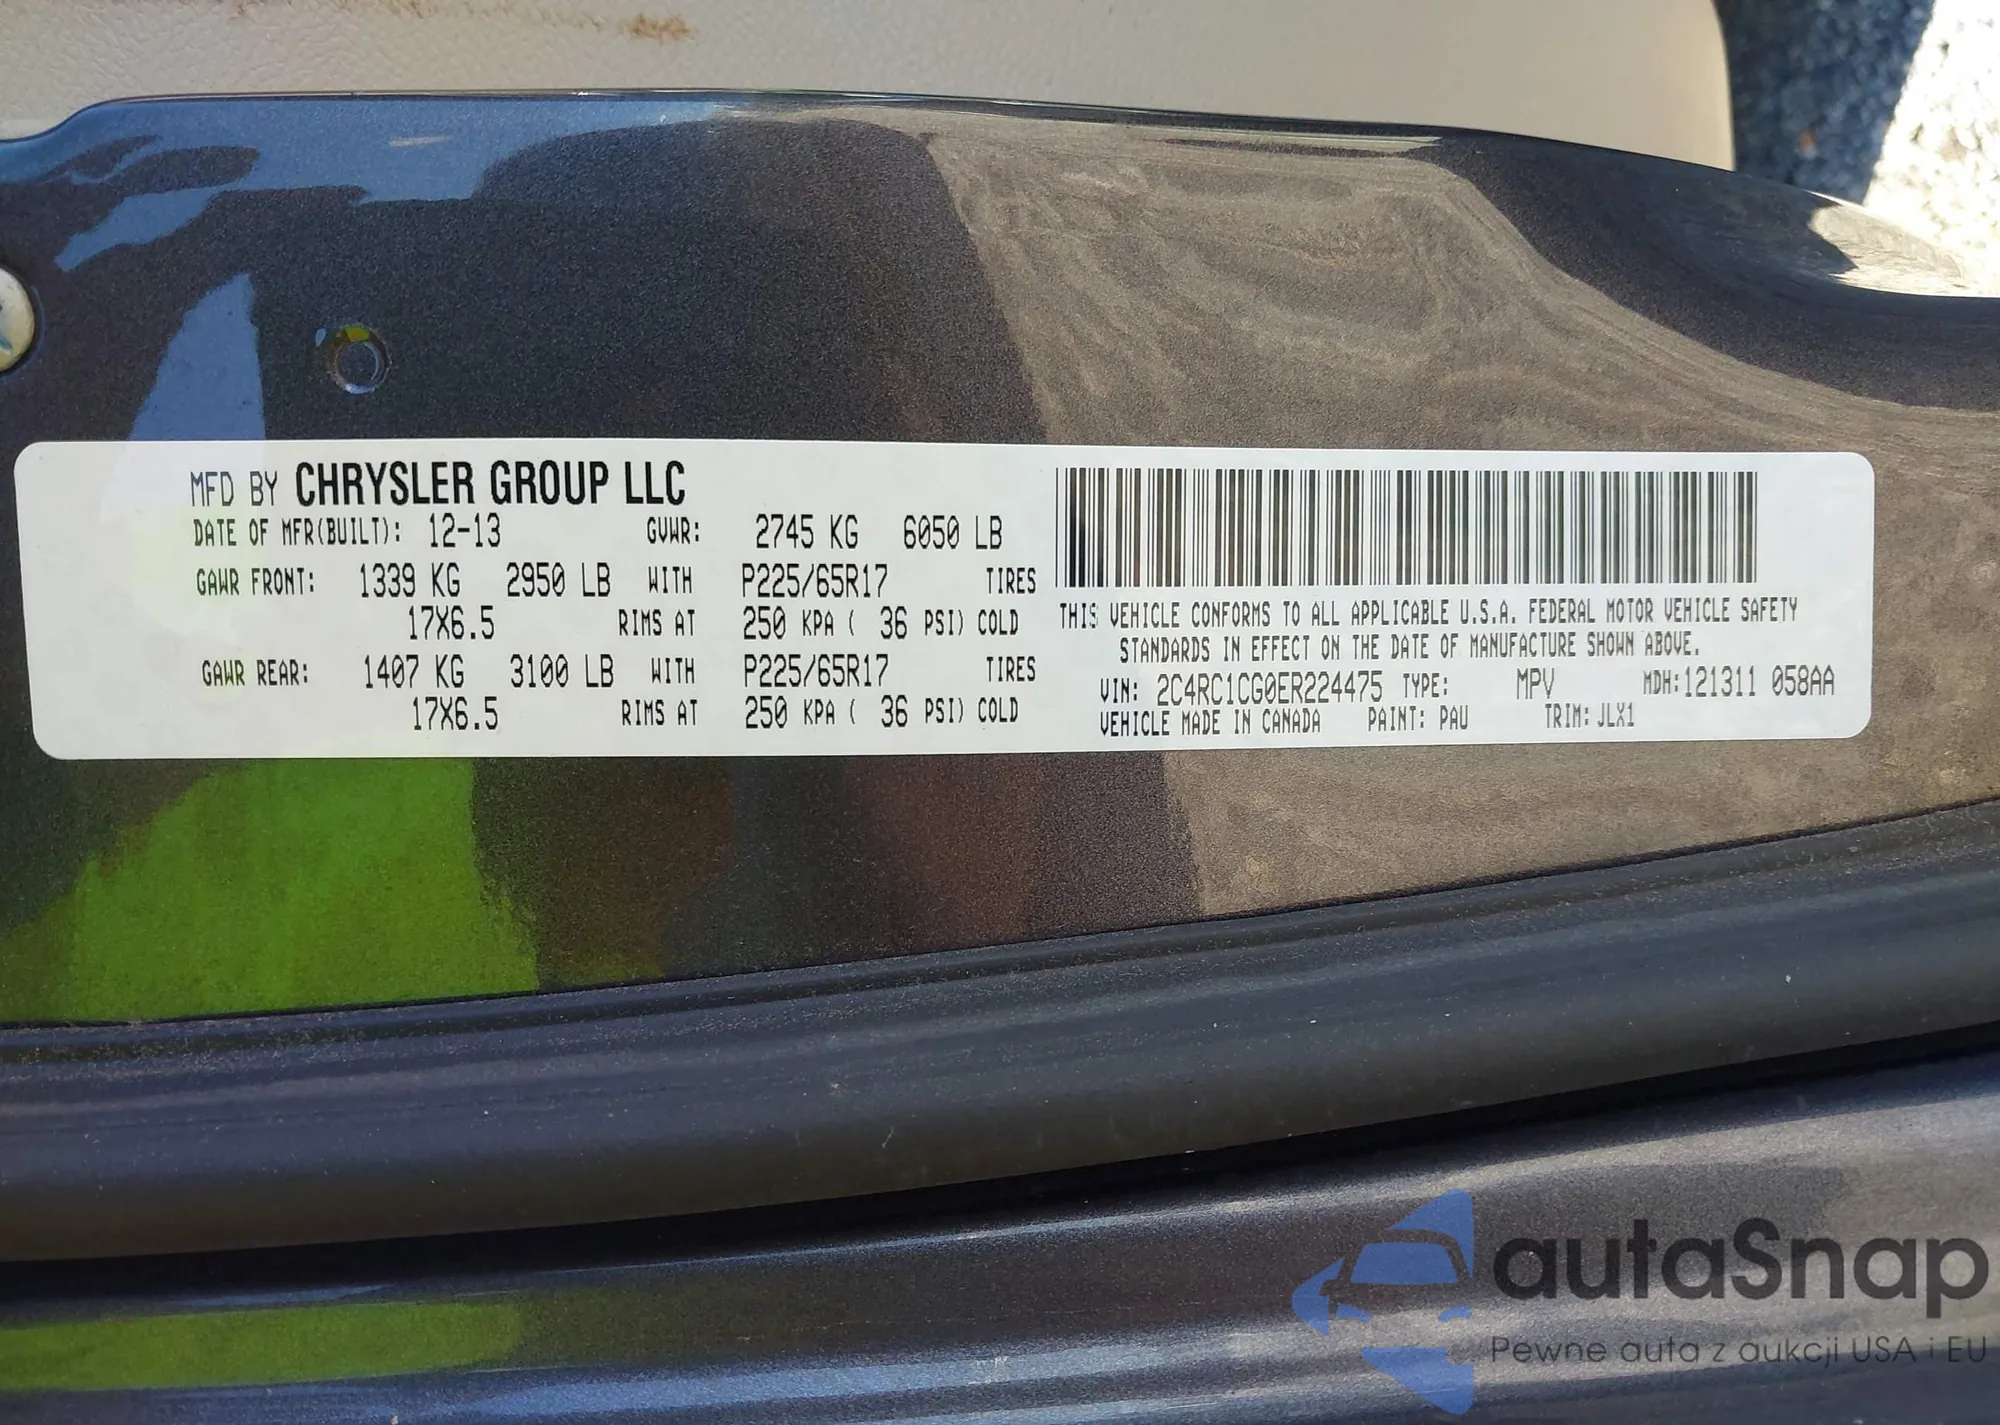 MFD BY CHRYSLER GROUP LLC
DATE OF MFR(BUILT): 12-13 GVWR: 2745 KG 6050 LB
GAWR FRONT: 1339 KG 2950 LB WITH P225/65R17 TIRES
17X6.5 RIMS AT 250 KPA ( 36 PSI) COLD
GAWR REAR: 1407 KG 3100 LB WITH P225/65R17 TIRES
17X6.5 RIMS AT 250 KPA ( 36 PSI) COLD
THIS VEHICLE CONFORMS TO ALL APPLICABLE U.S.A. FEDERAL MOTOR VEHICLE SAFETY
STANDARDS IN EFFECT ON THE DATE OF MANUFACTURE SHOWN ABOVE.
VIN: 2C4RC1CG0ER224475 TYPE: MPV MDH:121311 058AA
VEHICLE MADE IN CANADA PAINT: PAU TRIM: JLX1
autaSnap
Pewne auta z aukcji USA i EU